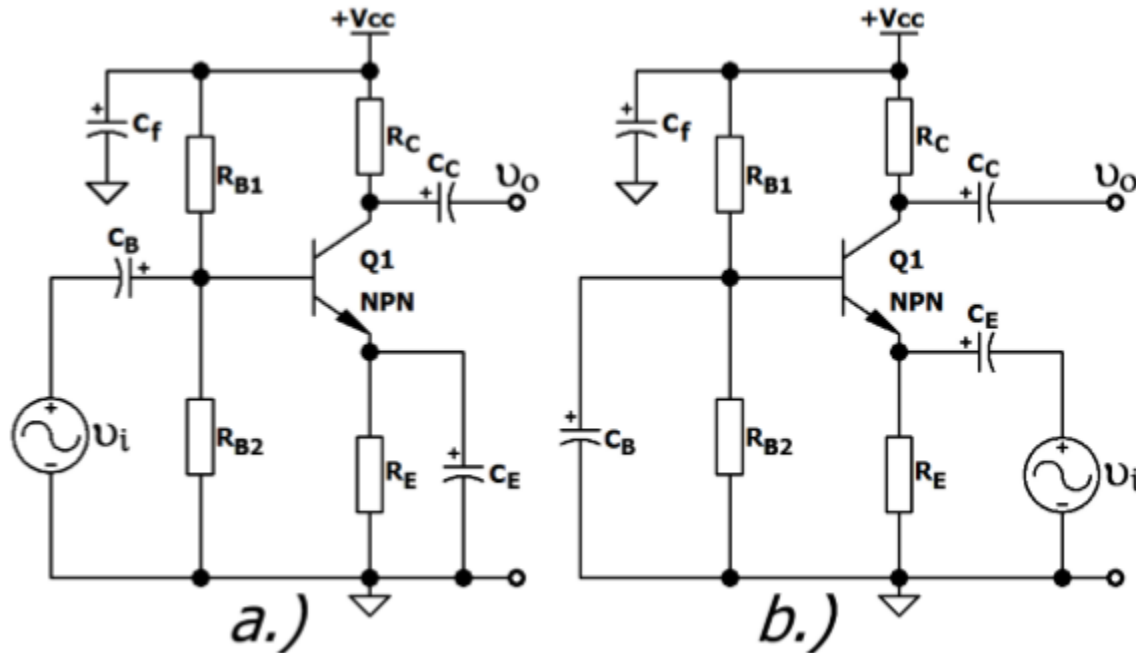 +Vcc
+
Cf
RB1
RC
CC
+
υo
CB
+
Q1
NPN
+
υi
-
RB2
RE
+
CE
a.)
+Vcc
+
Cf
RB1
RC
CC
+
υo
Q1
NPN
CE
+
+
CB
RB2
RE
+
υi
-
b.)